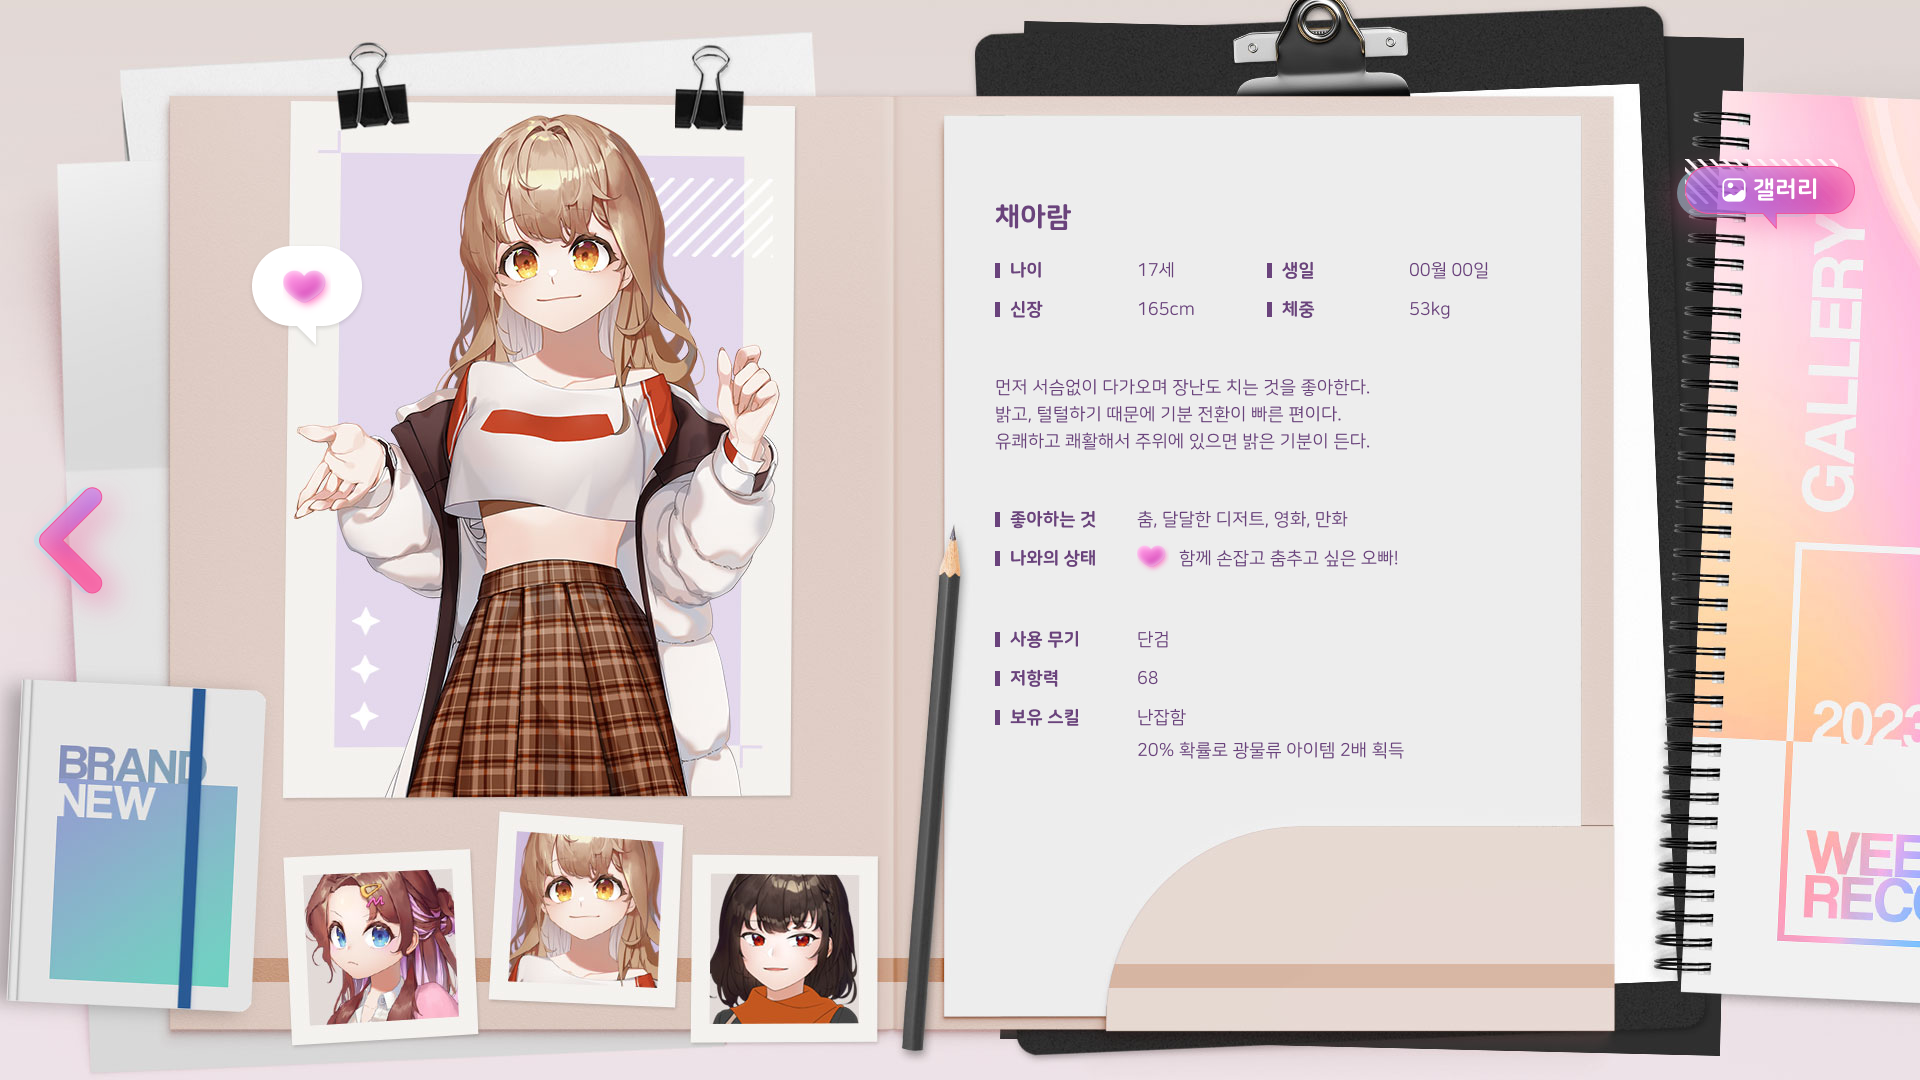 채아람
나이 17세 생일 00월 00일
신장 165cm 체중 53kg
먼저 서슴없이 다가오며 장난도 치는 것을 좋아한다.
밝고, 털털하기 때문에 기분 전환이 빠른 편이다.
유쾌하고 쾌활해서 주위에 있으면 밝은 기분이 든다.
좋아하는 것 춤, 달달한 디저트, 영화, 만화
나와의 상태 함께 손잡고 춤추고 싶은 오빠!
사용 무기 단검
저항력 68
보유 스킬 난잡함
20% 확률로 광물류 아이템 2배 획득
갤러리
GALLERY
2023
WEE
RECO
BRAND
NEW